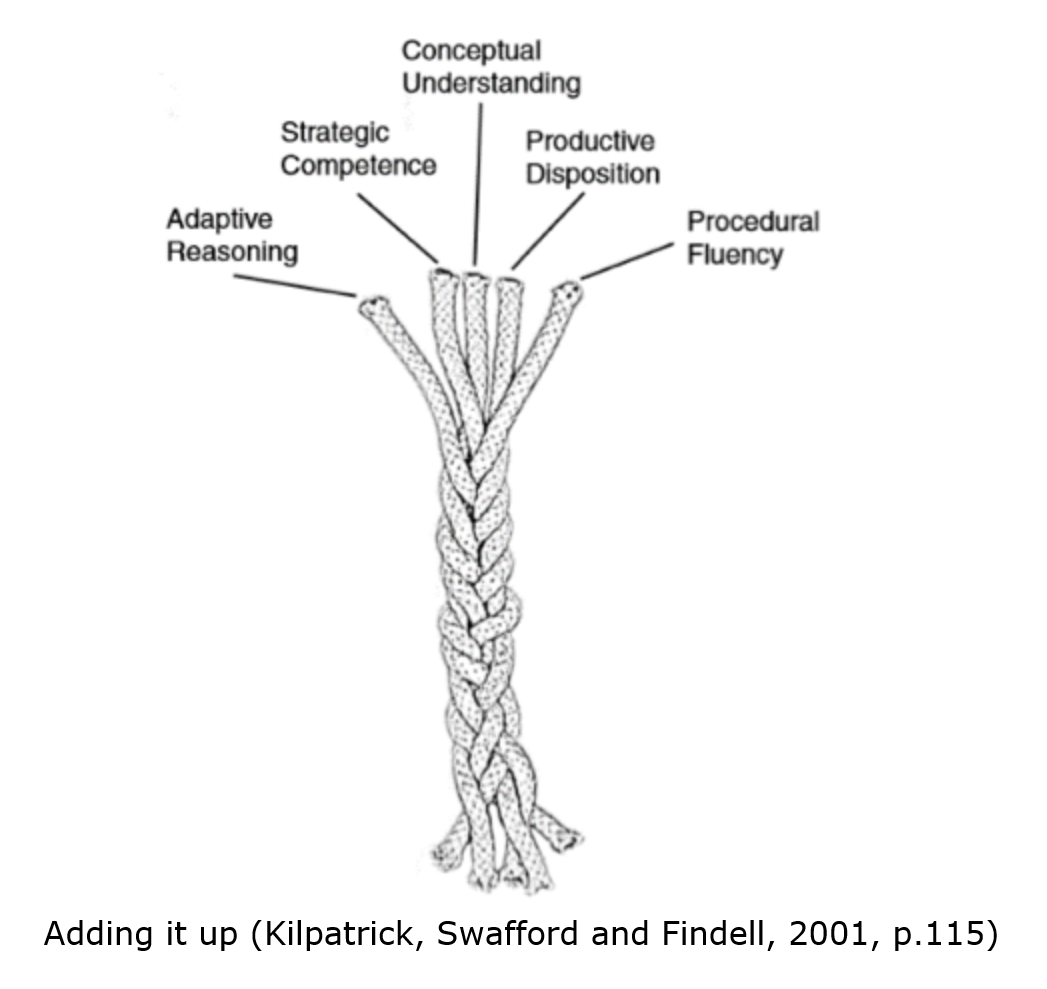 Conceptual
Understanding
Strategic
Competence
Productive
Disposition
Adaptive
Reasoning
Procedural
Fluency
Adding it up (Kilpatrick, Swafford and Findell, 2001, p.115)